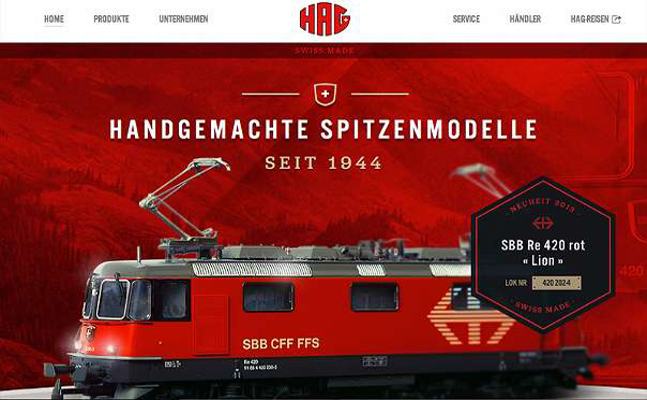 HOME
PRODUKTE
UNTERNEHMEN
HAG
SERVICE
HÄNDLER
HAG-REISEN
SWISS MADE
HANDGEMACHTE SPITZENMODELLE
SEIT 1944
NEUHEIT 2013
SBB Re 420 rot
« Lion »
LOK NR 420 202-4
SWISS MADE
420
SBB CFF FFS
Re 420